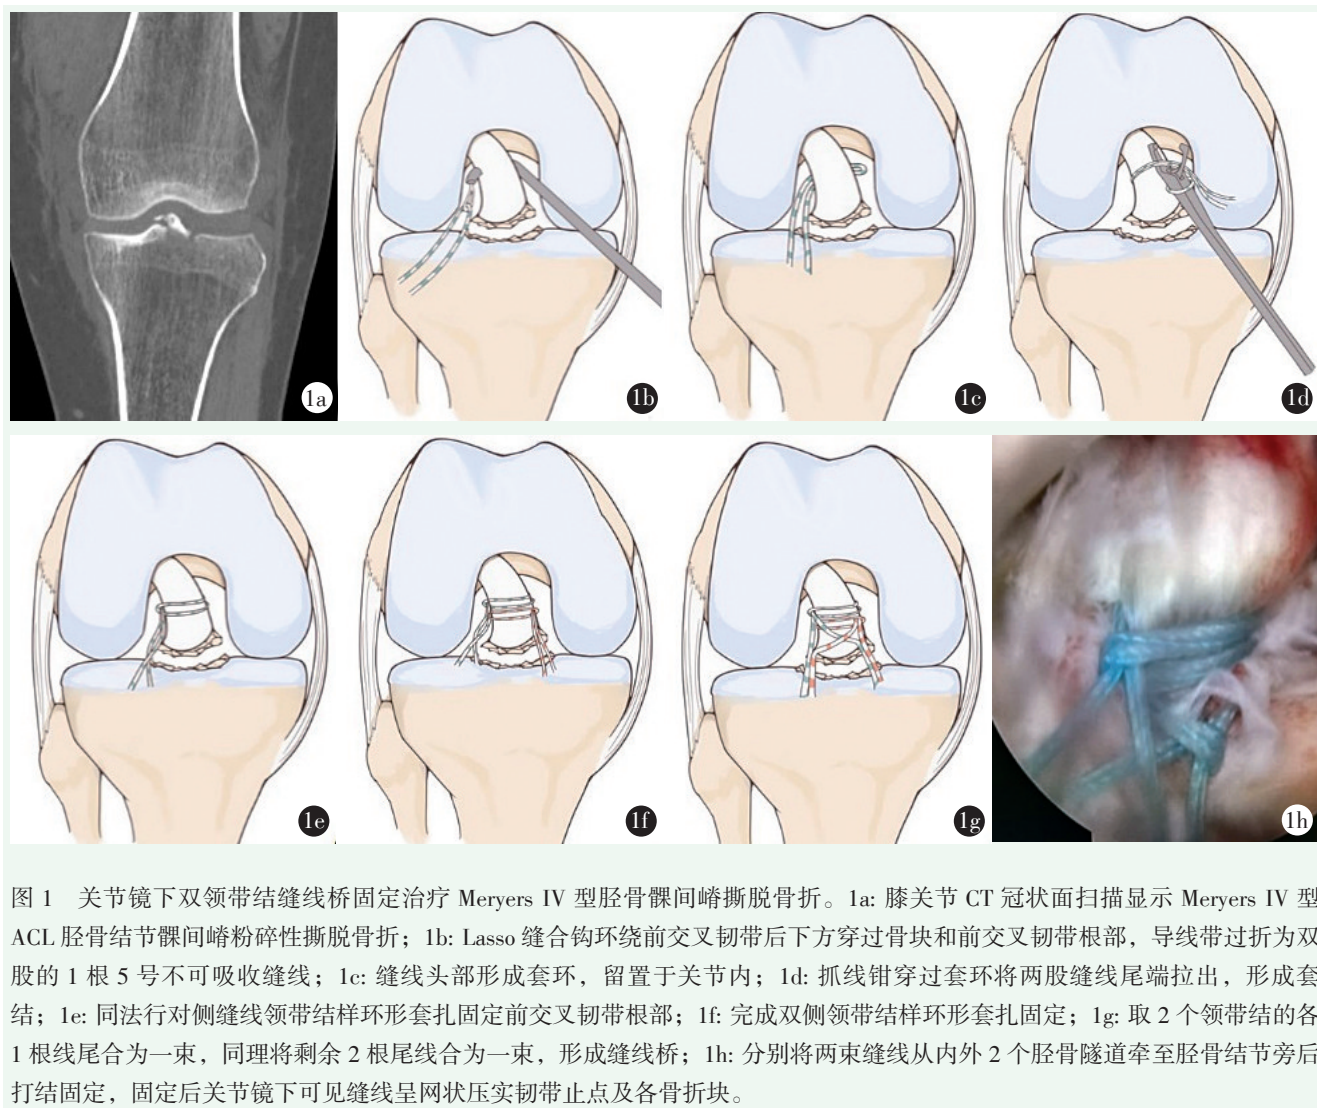 1a
1b
1c
1d
1e
1f
1g
1h
图 1 关节镜下双领带结缝线桥固定治疗 Meryers IV 型胫骨髁间嵴撕脱骨折。1a: 膝关节 CT 冠状面扫描显示 Meryers IV 型
ACL 胫骨结节髁间嵴粉碎性撕脱骨折；1b: Lasso 缝合钩环绕前交叉韧带后下方穿过骨块和前交叉韧带根部，导线带过折为双
股的 1 根 5 号不可吸收缝线；1c: 缝线头部形成套环，留置于关节内；1d: 抓线钳穿过套环将两股缝线尾端拉出，形成套
结；1e: 同法行对侧缝线领带结样环形套扎固定前交叉韧带根部；1f: 完成双侧领带结样环形套扎固定；1g: 取 2 个领带结的各
1 根线尾合为一束，同理将剩余 2 根尾线合为一束，形成缝线桥；1h: 分别将两束缝线从内外 2 个胫骨隧道牵至胫骨结节旁后
打结固定，固定后关节镜下可见缝线呈网状压实韧带止点及各骨折块。